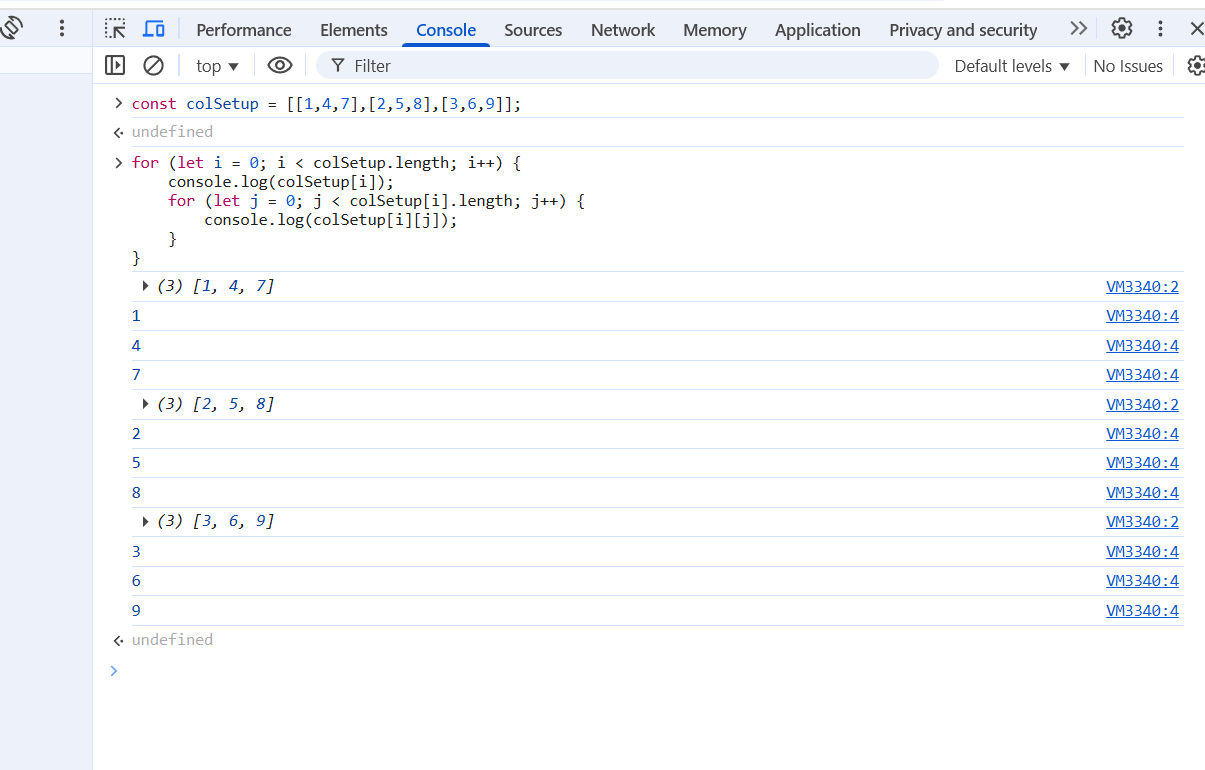 Performance Elements Console Sources Network Memory Application Privacy and security
top Filter Default levels No Issues
const colSetup = [[1,4,7],[2,5,8],[3,6,9]];
undefined
for (let i = 0; i < colSetup.length; i++) {
    console.log(colSetup[i]);
    for (let j = 0; j < colSetup[i].length; j++) {
        console.log(colSetup[i][j]);
    }
}
(3) [1, 4, 7] VM3340:2
1 VM3340:4
4 VM3340:4
7 VM3340:4
(3) [2, 5, 8] VM3340:2
2 VM3340:4
5 VM3340:4
8 VM3340:4
(3) [3, 6, 9] VM3340:2
3 VM3340:4
6 VM3340:4
9 VM3340:4
undefined